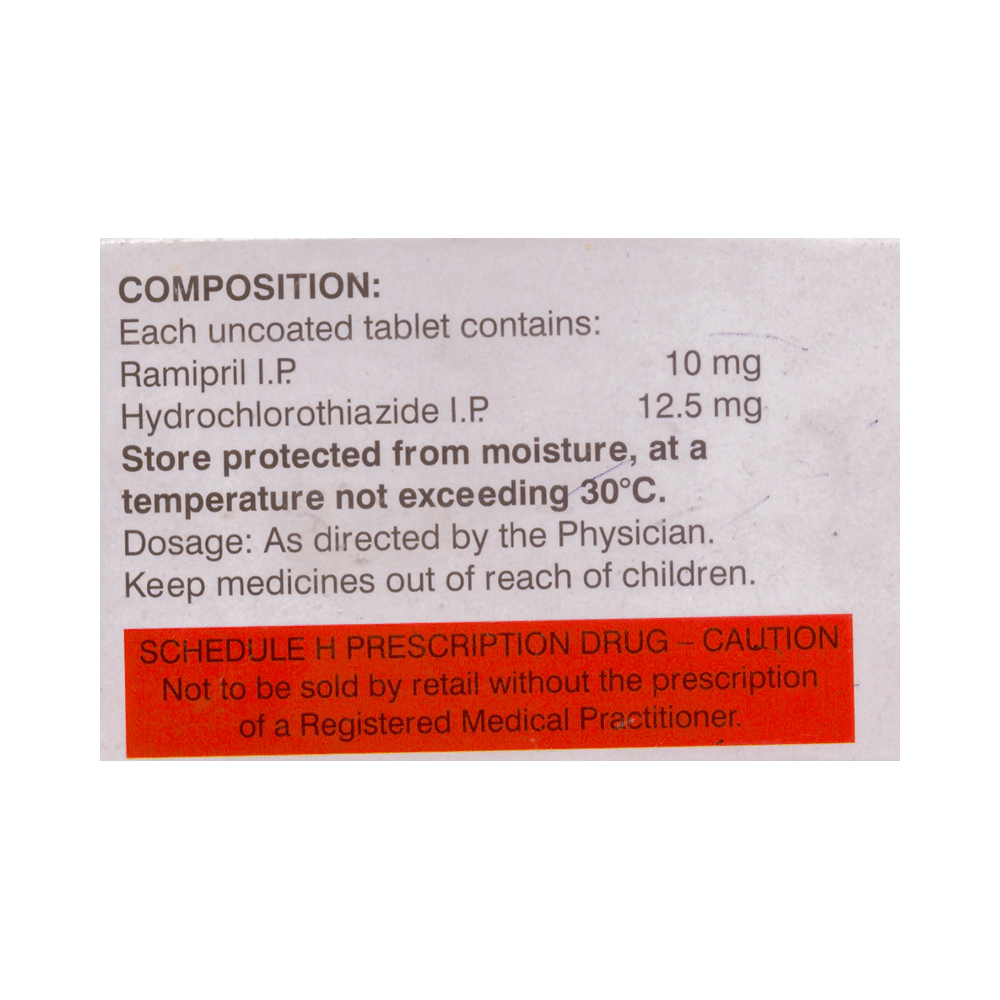 COMPOSITION:
Each uncoated tablet contains:
Ramipril I.P. 10 mg
Hydrochlorothiazide I.P. 12.5 mg
Store protected from moisture, at a
temperature not exceeding 30°C.
Dosage: As directed by the Physician.
Keep medicines out of reach of children.
SCHEDULE H PRESCRIPTION DRUG – CAUTION
Not to be sold by retail without the prescription
of a Registered Medical Practitioner.